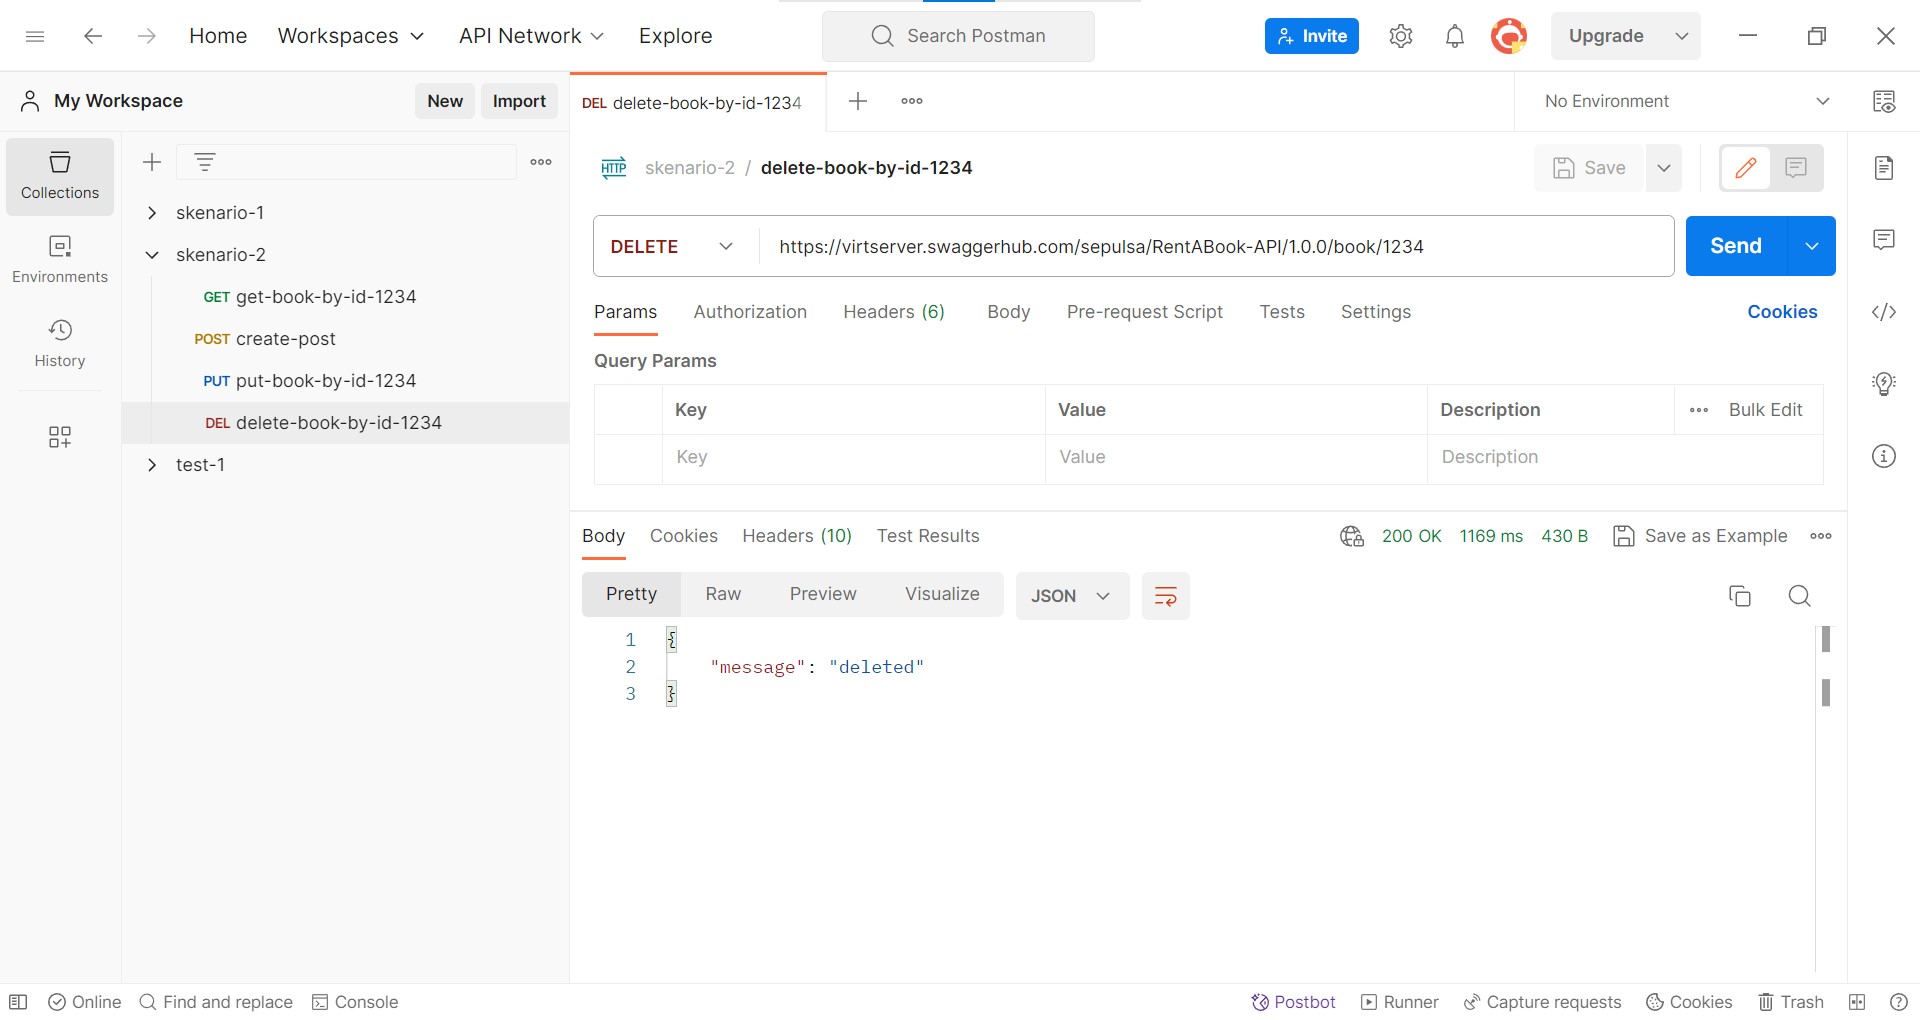 Home Workspaces API Network Explore Search Postman Invite Upgrade
My Workspace New Import
DEL delete-book-by-id-1234 No Environment
Collections
Environments
History
skenario-1
skenario-2
GET get-book-by-id-1234
POST create-post
PUT put-book-by-id-1234
DEL delete-book-by-id-1234
test-1
HTTP skenario-2 / delete-book-by-id-1234 Save
DELETE https://virtserver.swaggerhub.com/sepulsa/RentABook-API/1.0.0/book/1234 Send
Params Authorization Headers (6) Body Pre-request Script Tests Settings Cookies
Query Params
Key Value Description Bulk Edit
Key Value Description
Body Cookies Headers (10) Test Results 200 OK 1169 ms 430 B Save as Example
Pretty Raw Preview Visualize JSON
1 {
2 "message": "deleted"
3 }
Online Find and replace Console Postbot Runner Capture requests Cookies Trash